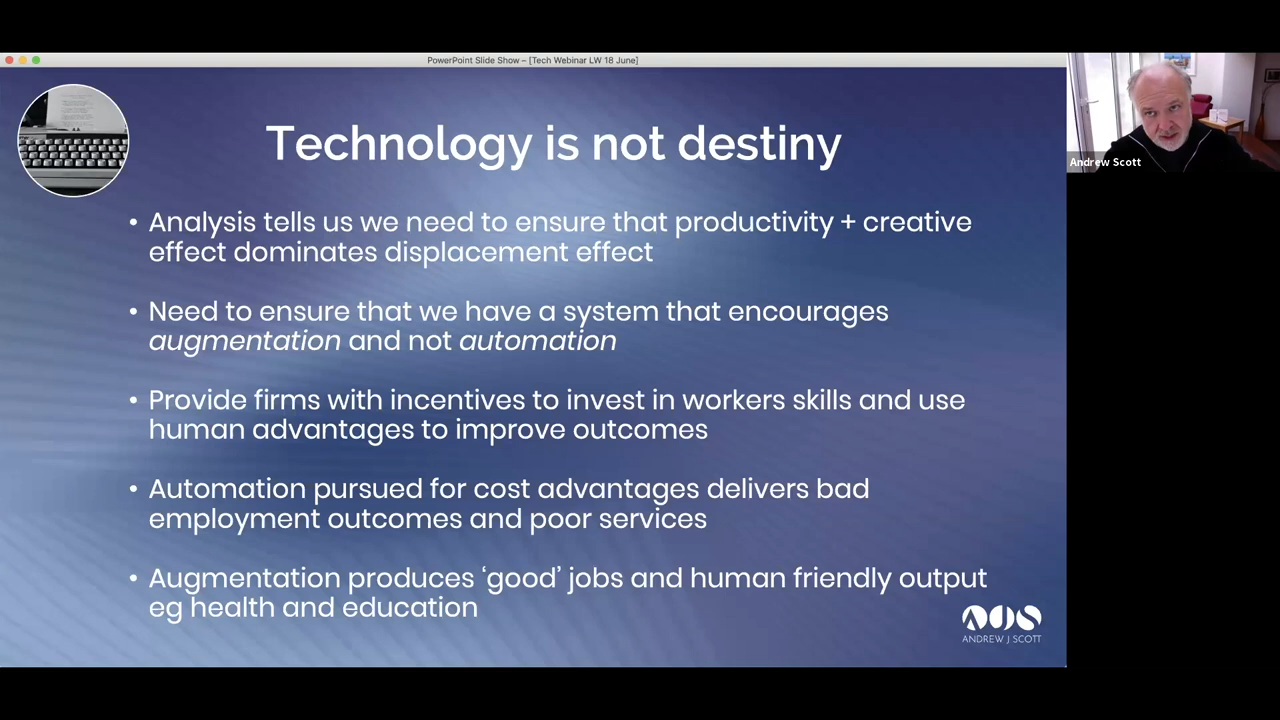 PowerPoint Slide Show – [Tech Webinar LW 18 June]
Technology is not destiny
• Analysis tells us we need to ensure that productivity + creative
effect dominates displacement effect
• Need to ensure that we have a system that encourages
augmentation and not automation
• Provide firms with incentives to invest in workers skills and use
human advantages to improve outcomes
• Automation pursued for cost advantages delivers bad
employment outcomes and poor services
• Augmentation produces ‘good’ jobs and human friendly output
eg health and education
AJS
ANDREW J SCOTT
Andrew Scott